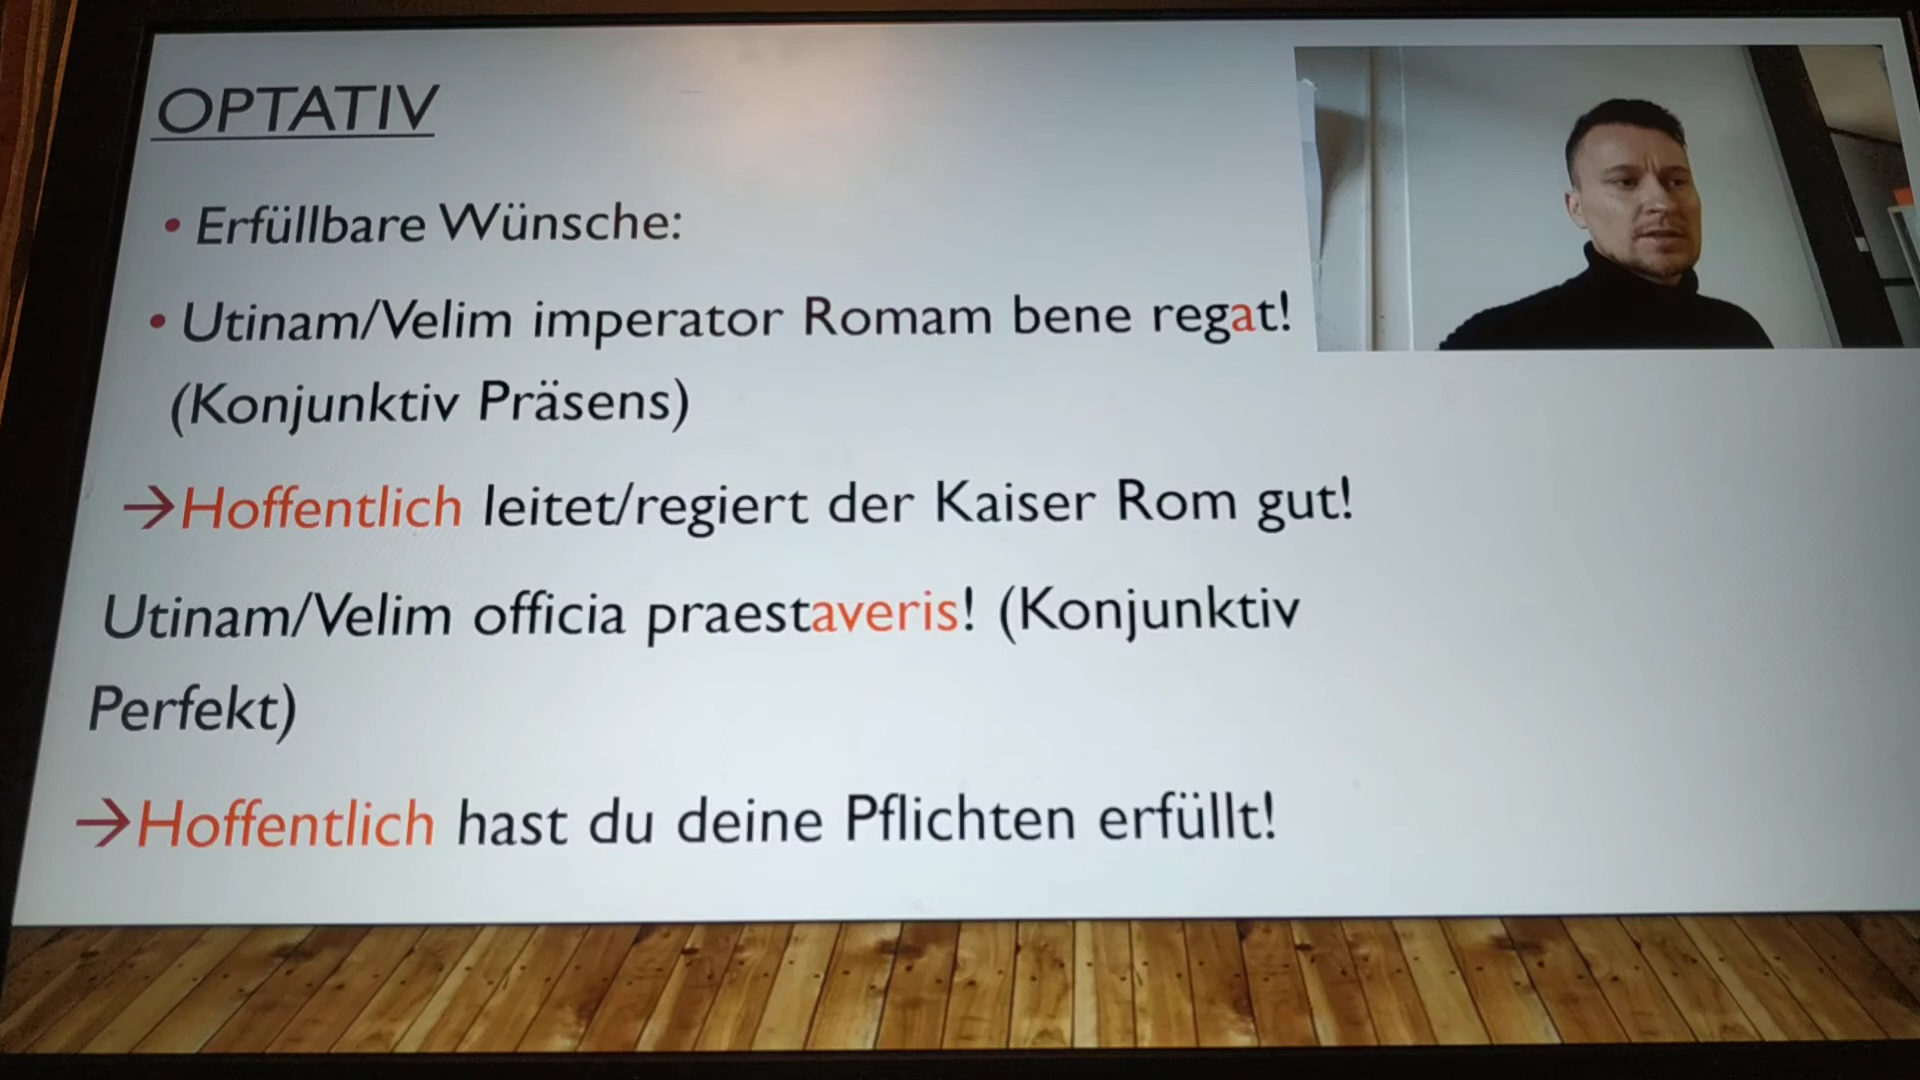 OPTATIV
• Erfüllbare Wünsche:
• Utinam/Velim imperator Romam bene regat!
(Konjunktiv Präsens)
→Hoffentlich leitet/regiert der Kaiser Rom gut!
Utinam/Velim officia praestaveris! (Konjunktiv
Perfekt)
→Hoffentlich hast du deine Pflichten erfüllt!